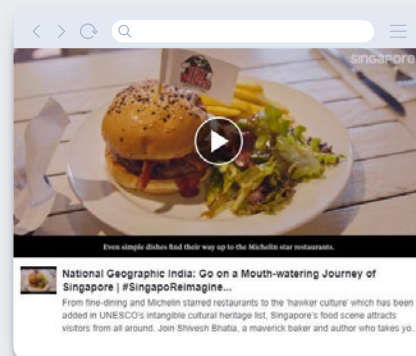 singapore
Even simple dishes find their way up to the Michelin star restaurants.
National Geographic India: Go on a Mouth-watering Journey of
Singapore | #SingapoReimagine...
From fine-dining and Michelin starred restaurants to the 'hawker culture' which has been
added in UNESCO's intangible cultural heritage list, Singapore's food scene attracts
visitors from all around. Join Shivesh Bhatia, a maverick baker and author who takes yo...